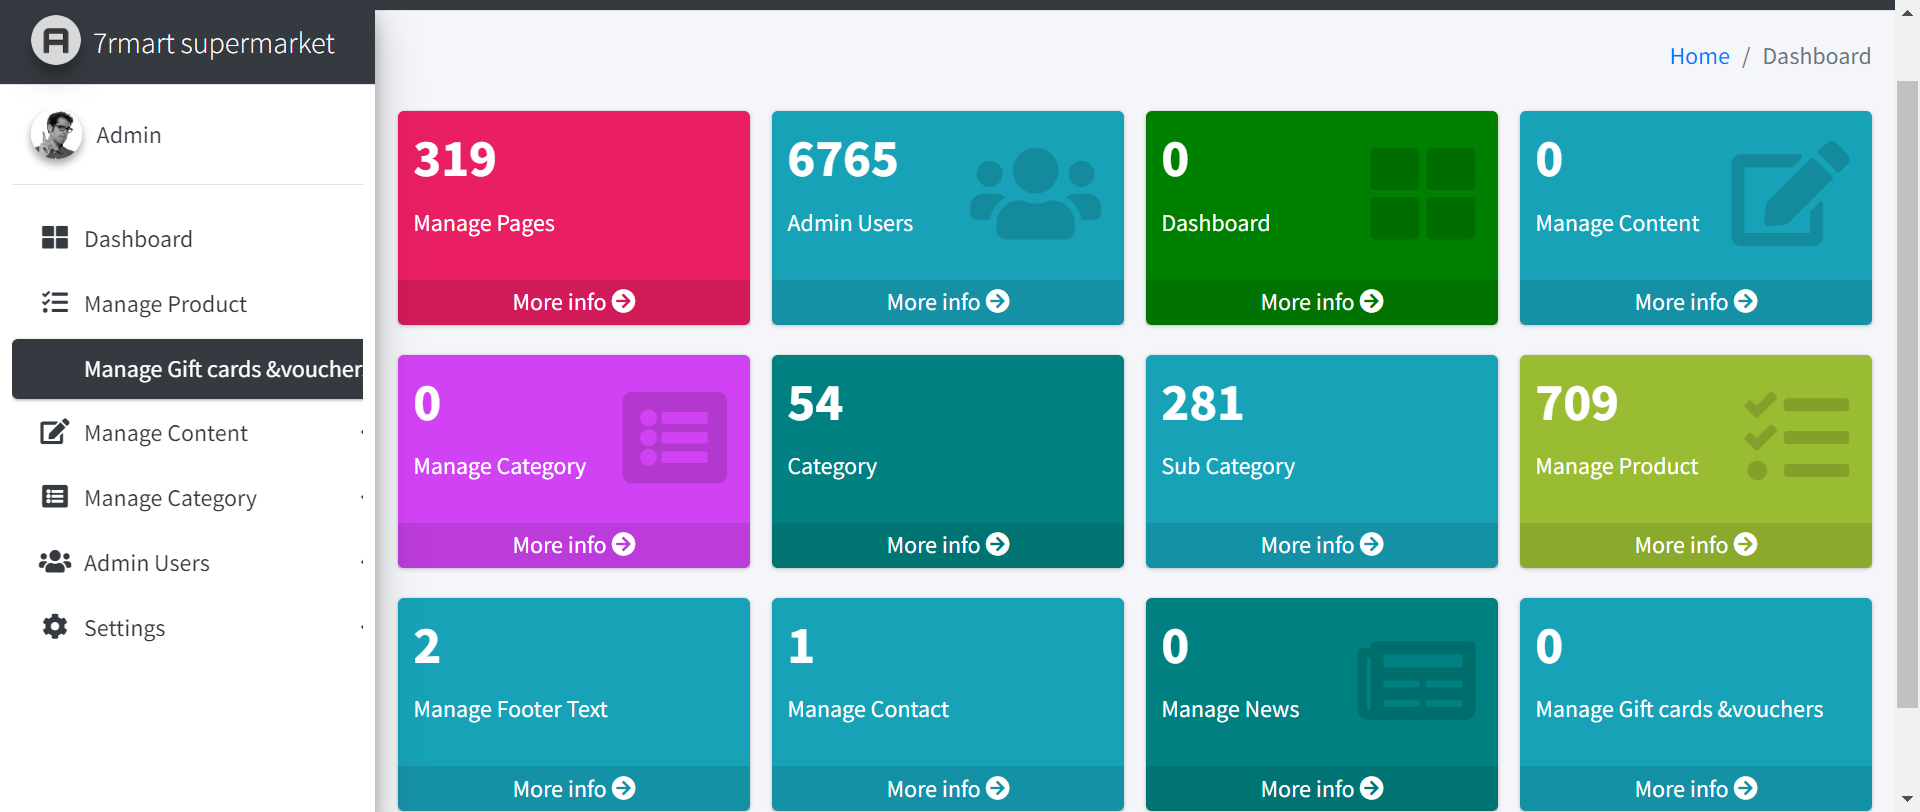 7rmart supermarket
Admin
Dashboard
Manage Product
Manage Gift cards &voucher
Manage Content
Manage Category
Admin Users
Settings
Home / Dashboard
319
Manage Pages
More info
6765
Admin Users
More info
0
Dashboard
More info
0
Manage Content
More info
0
Manage Category
More info
54
Category
More info
281
Sub Category
More info
709
Manage Product
More info
2
Manage Footer Text
More info
1
Manage Contact
More info
0
Manage News
More info
0
Manage Gift cards &vouchers
More info